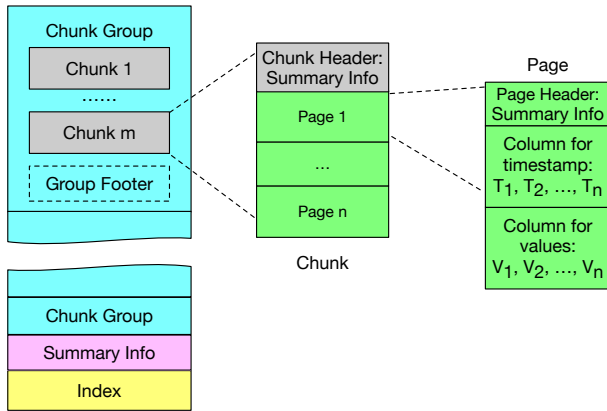 Chunk Group
Chunk 1
......
Chunk m
Group Footer
Chunk Group
Summary Info
Index
Chunk Header:
Summary Info
Page 1
...
Page n
Chunk
Page
Page Header:
Summary Info
Column for
timestamp:
T1, T2, ..., Tn
Column for
values:
V1, V2, ..., Vn